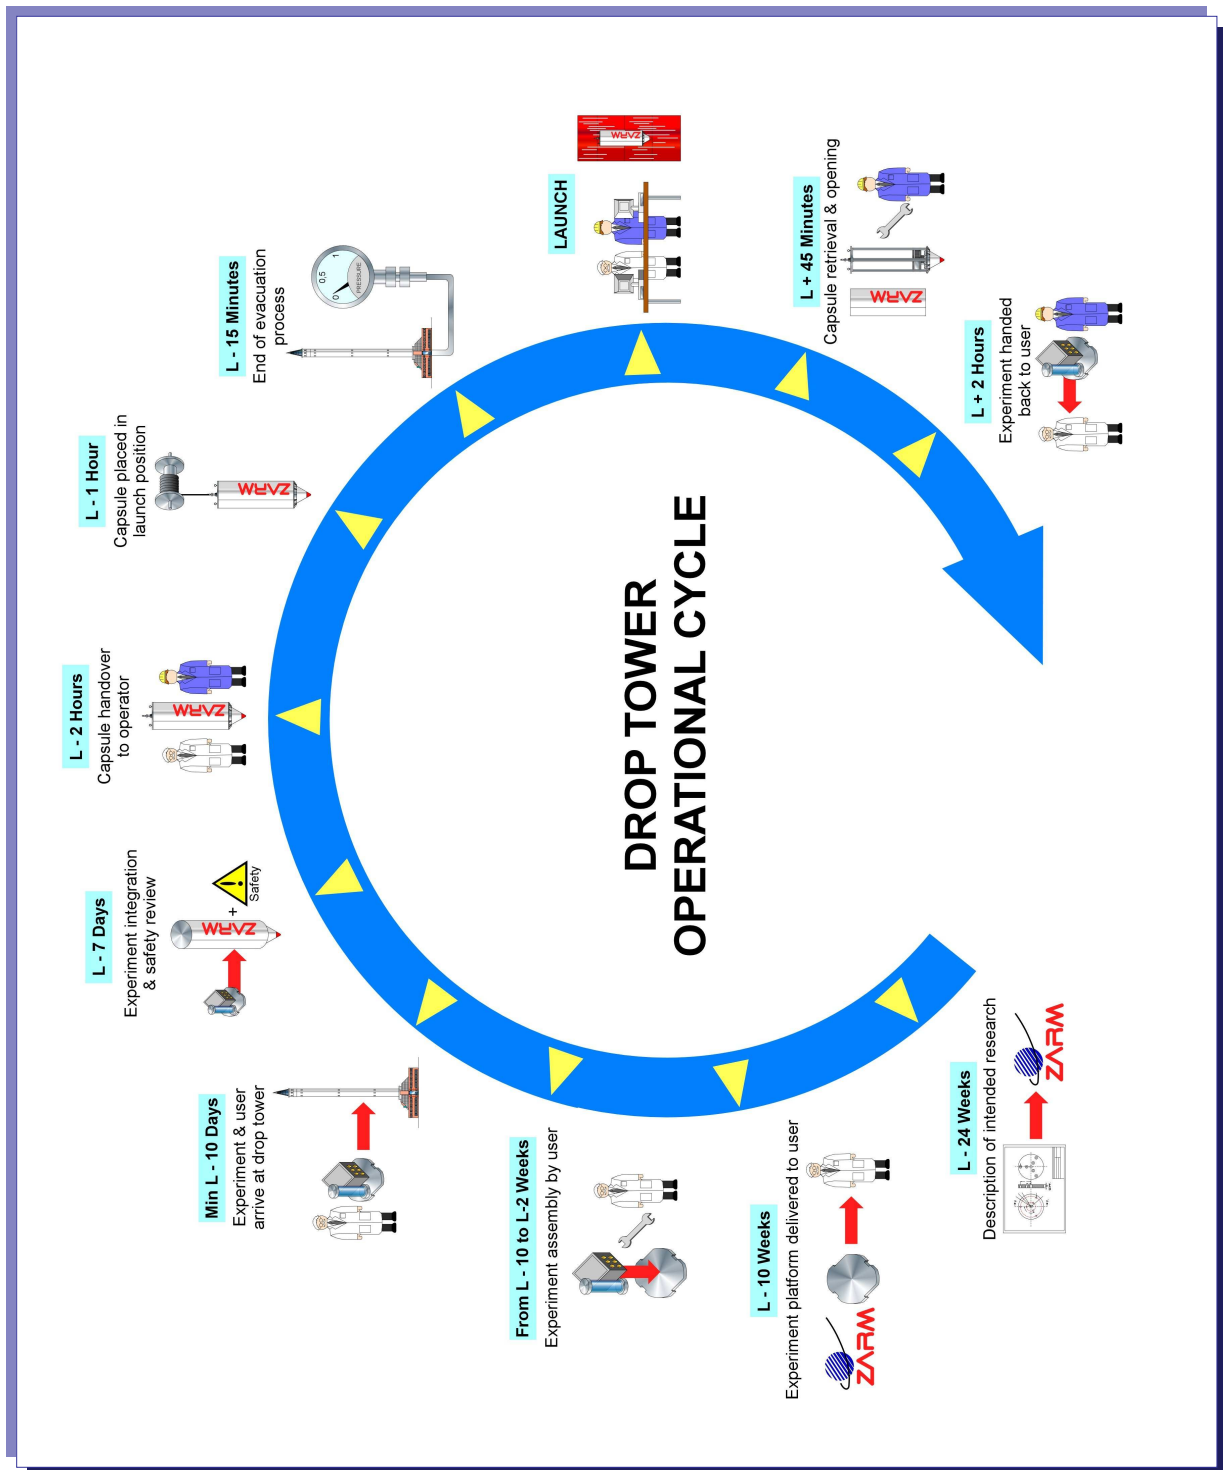 DROP TOWER
OPERATIONAL CYCLE
L - 24 Weeks
Description of intended research
ZARM
L - 10 Weeks
Experiment platform delivered to user
ZARM
From L - 10 to L-2 Weeks
Experiment assembly by user
Min L - 10 Days
Experiment & user
arrive at drop tower
L - 7 Days
Experiment integration
& safety review
ZARM
+
Safety
L - 2 Hours
Capsule handover
to operator
ZARM
L - 1 Hour
Capsule placed in
launch position
ZARM
L - 15 Minutes
End of evacuation
process
0
0,5
1
PRESSURE
LAUNCH
ZARM
L + 45 Minutes
Capsule retrieval & opening
ZARM
L + 2 Hours
Experiment handed
back to user